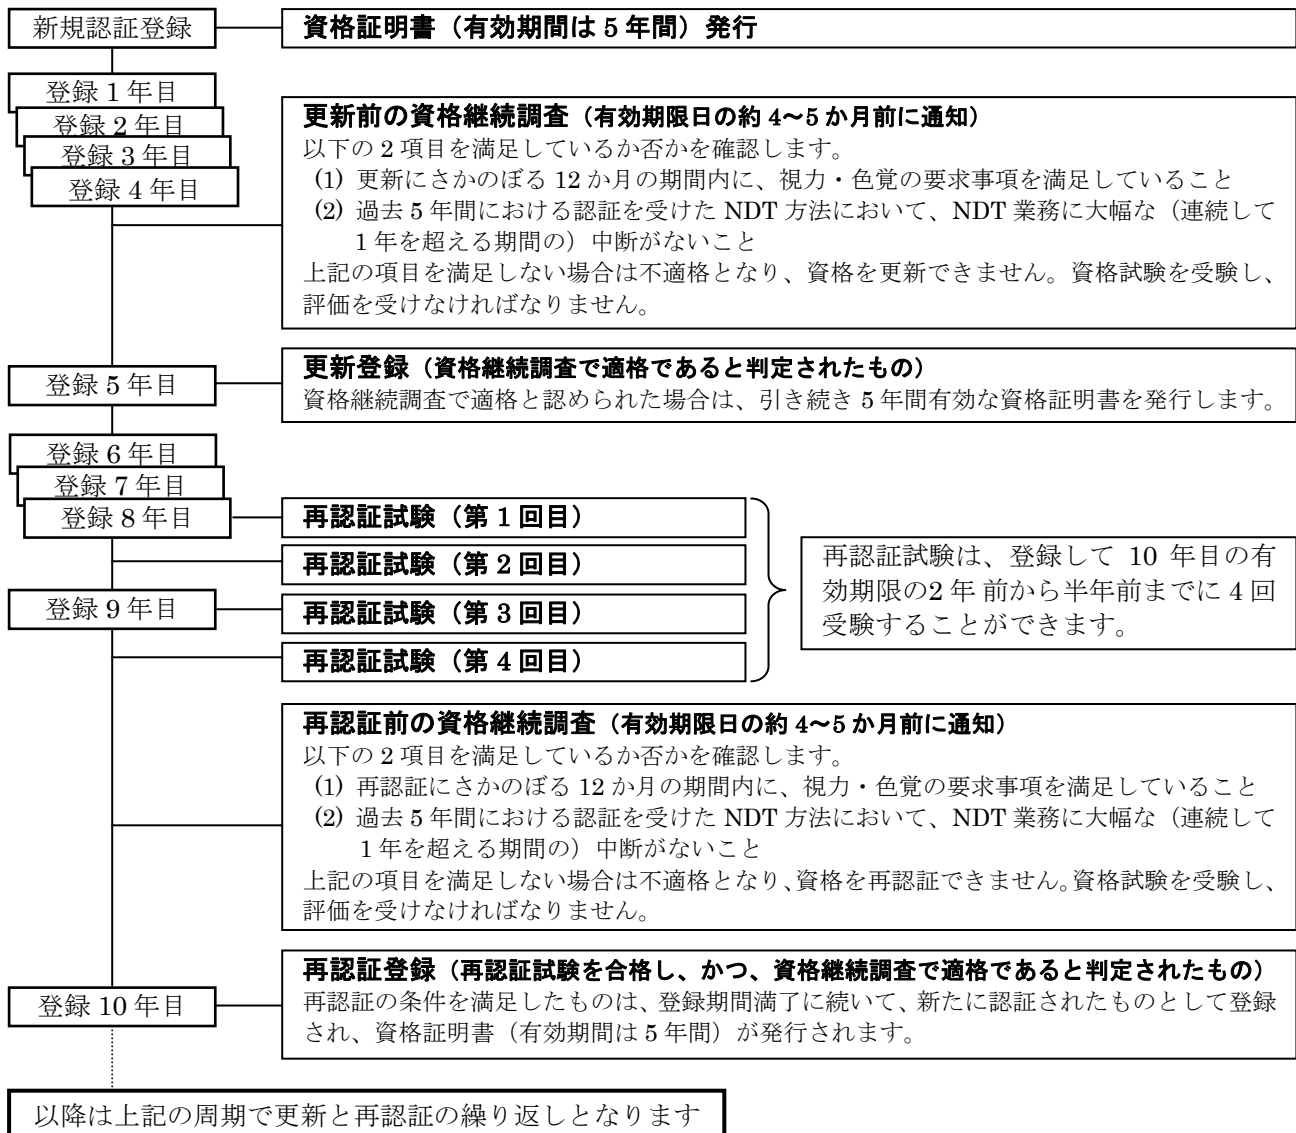 新規認証登録
資格証明書（有効期間は5年間）発行
登録1年目
登録2年目
登録3年目
登録4年目
更新前の資格継続調査（有効期限日の約4～5か月前に通知）
以下の2項目を満足しているか否かを確認します。
(1) 更新にさかのぼる12か月の期間内に、視力・色覚の要求事項を満足していること
(2) 過去5年間における認証を受けたNDT方法において、NDT業務に大幅な（連続して
1年を超える期間の）中断がないこと
上記の項目を満足しない場合は不適格となり、資格を更新できません。資格試験を受験し、
評価を受けなければなりません。
登録5年目
更新登録（資格継続調査で適格であると判定されたもの）
資格継続調査で適格と認められた場合は、引き続き5年間有効な資格証明書を発行します。
登録6年目
登録7年目
登録8年目
再認証試験（第1回目）
再認証試験（第2回目）
登録9年目
再認証試験（第3回目）
再認証試験（第4回目）
再認証試験は、登録して 10 年目の有
効期限の2年 前から半年前までに4回
受験することができます。
再認証前の資格継続調査（有効期限日の約4～5か月前に通知）
以下の2項目を満足しているか否かを確認します。
(1) 再認証にさかのぼる12か月の期間内に、視力・色覚の要求事項を満足していること
(2) 過去5年間における認証を受けたNDT方法において、NDT業務に大幅な（連続して
1年を超える期間の）中断がないこと
上記の項目を満足しない場合は不適格となり、資格を再認証できません。資格試験を受験し、
評価を受けなければなりません。
登録10年目
再認証登録（再認証試験を合格し、かつ、資格継続調査で適格であると判定されたもの）
再認証の条件を満足したものは、登録期間満了に続いて、新たに認証されたものとして登録
され、資格証明書（有効期間は5年間）が発行されます。
以降は上記の周期で更新と再認証の繰り返しとなります